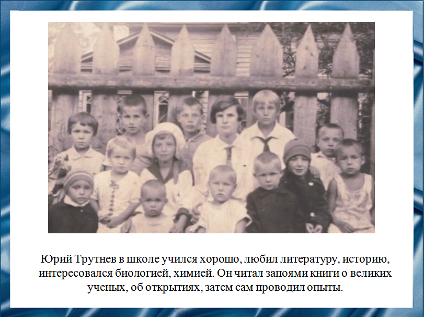 Юрий Трутнев в школе учился хорошо, любил литературу, историю,
интересовался биологией, химией. Он читал запоями книги о великих
ученых, об открытиях, затем сам проводил опыты.